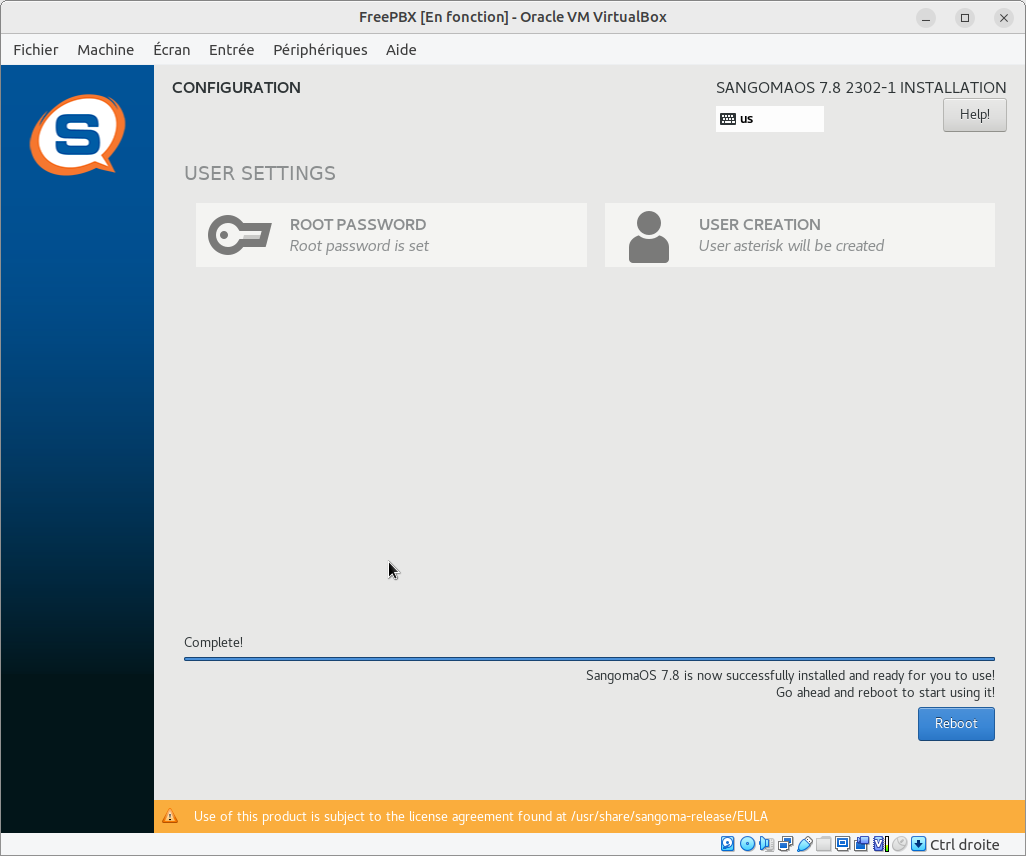 FreePBX [En fonction] - Oracle VM VirtualBox
Fichier Machine Écran Entrée Périphériques Aide
CONFIGURATION
SANGOMAOS 7.8 2302-1 INSTALLATION
us
Help!
USER SETTINGS
ROOT PASSWORD
Root password is set
USER CREATION
User asterisk will be created
Complete!
SangomaOS 7.8 is now successfully installed and ready for you to use!
Go ahead and reboot to start using it!
Reboot
Use of this product is subject to the license agreement found at /usr/share/sangoma-release/EULA
Ctrl droite